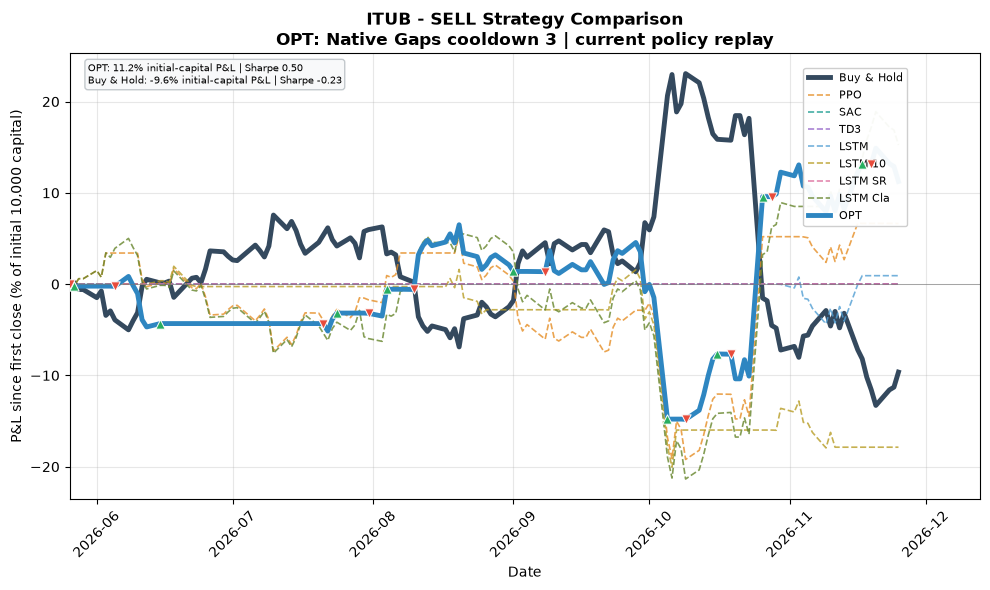 ITUB - SELL Strategy Comparison
OPT: Native Gaps cooldown 3 | current policy replay
OPT: 11.2% initial-capital P&L | Sharpe 0.50
Buy & Hold: -9.6% initial-capital P&L | Sharpe -0.23
Buy & Hold
PPO
SAC
TD3
LSTM
LSTM 10
LSTM SR
LSTM Cla
OPT
P&L since first close (% of initial 10,000 capital)
20
10
0
−10
−20
2026-06
2026-07
2026-08
2026-09
2026-10
2026-11
2026-12
Date